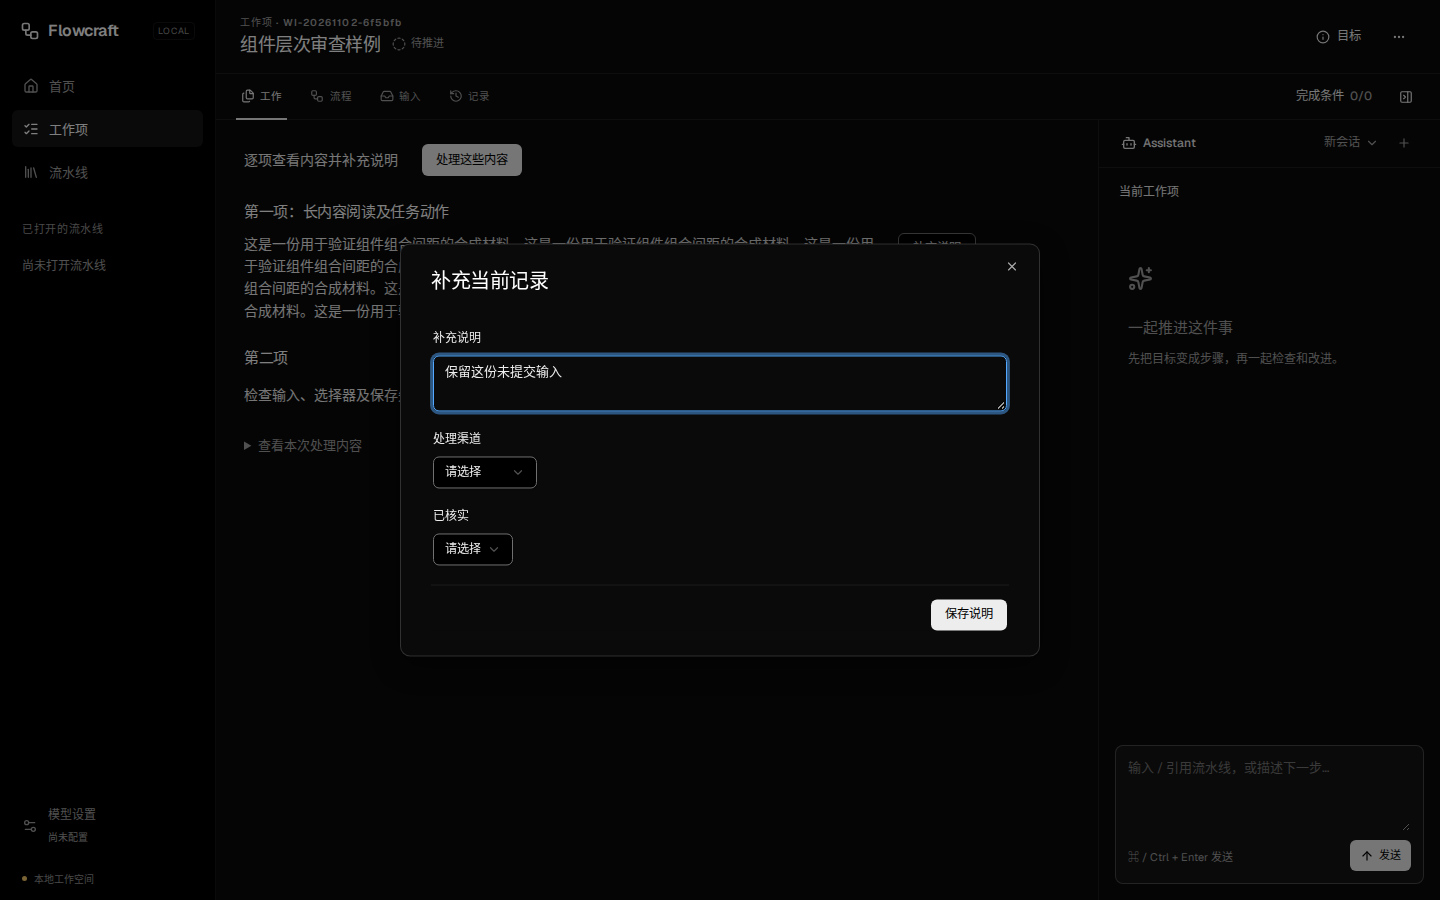 Flowcraft
LOCAL
首页
工作项
流水线
已打开的流水线
尚未打开流水线
模型设置
尚未配置
本地工作空间
工作项 · WI-20261102-6f5bfb
组件层次审查样例
待推进
目标
工作
流程
输入
记录
完成条件 0/0
逐项查看内容并补充说明
处理这些内容
第一项：长内容阅读及任务动作
这是一份用于验证组件组合间距的合成材料。这是一份用于验证组件组合间距的合成材料。这是一份用
补充说明
于验证组件组合间距的合
组合间距的合成材料。这
合成材料。这是一份用于
第二项
检查输入、选择器及保存
查看本次处理内容
补充当前记录
补充说明
保留这份未提交输入
处理渠道
请选择
已核实
请选择
保存说明
Assistant
新会话
当前工作项
一起推进这件事
先把目标变成步骤，再一起检查和改进。
输入 / 引用流水线，或描述下一步…
⌘ / Ctrl + Enter 发送
发送